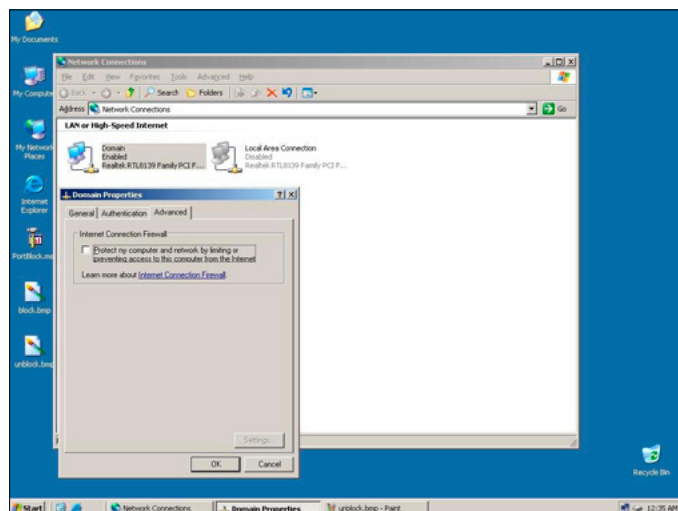 My Documents
Network Connections
File Edit View Favorites Tools Advanced Help
My Compute
Back Search Folders
Address Network Connections Go
LAN or High-Speed Internet
My Network
Places
Domain
Enabled
Realtek RTL8139 Family PCI F...
Local Area Connection
Disabled
Realtek RTL8139 Family PCI F...
Internet
Explorer
Domain Properties
General Authentication Advanced
Internet Connection Firewall
Protect my computer and network by limiting or
preventing access to this computer from the Internet
Learn more about Internet Connection Firewall.
PortBlock.ms
block.bmp
unblock.bmp
Settings...
OK Cancel
Recycle Bin
Start Network Connections Domain Properties unblock.bmp - Paint 12:35 AM